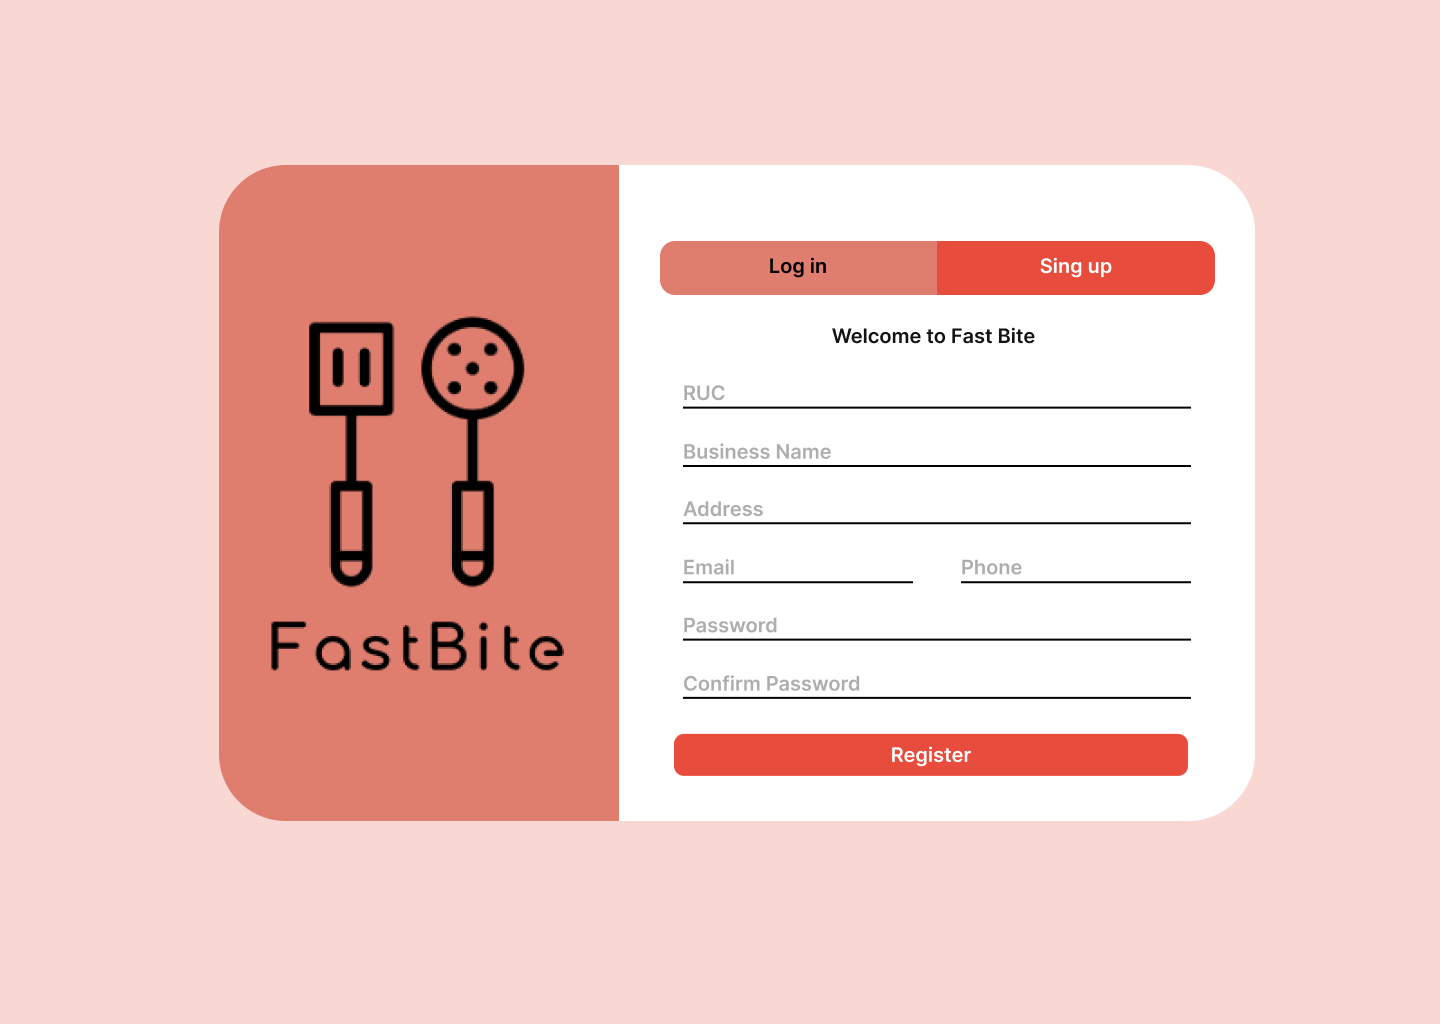 FastBite
Log in
Sing up
Welcome to Fast Bite
RUC
Business Name
Address
Email
Phone
Password
Confirm Password
Register